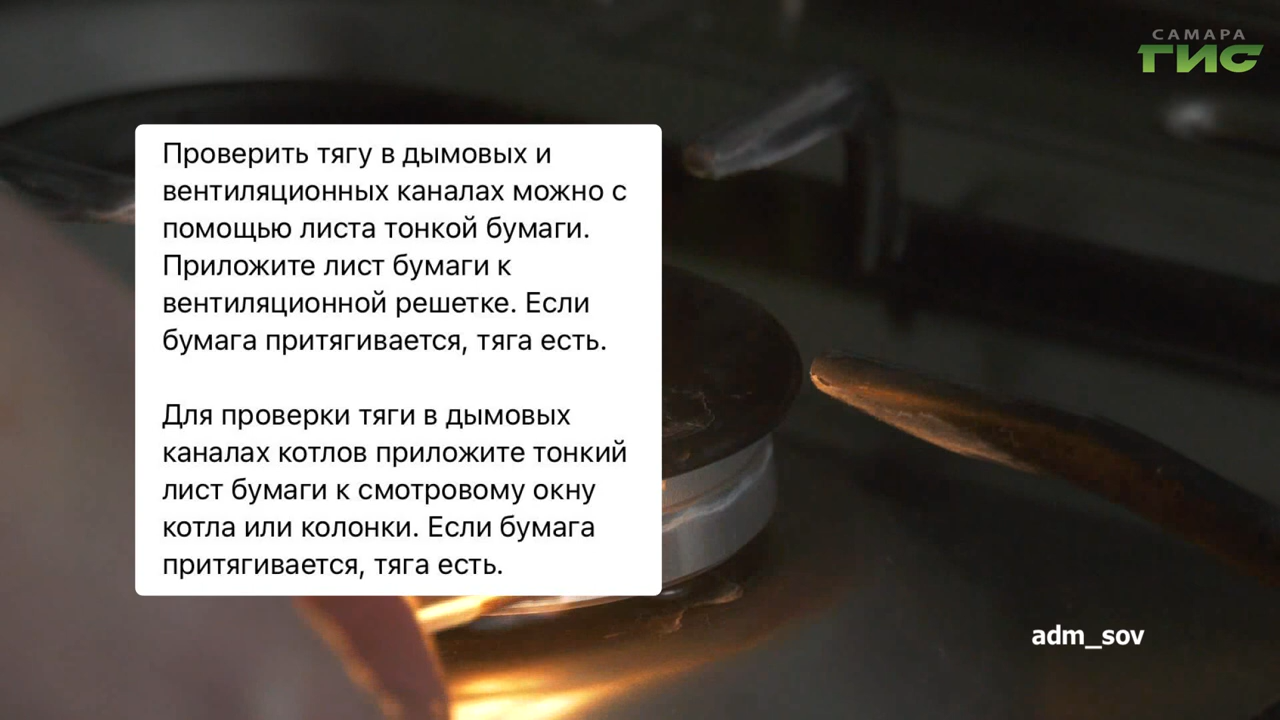 САМАРА
ГИС
Проверить тягу в дымовых и
вентиляционных каналах можно с
помощью листа тонкой бумаги.
Приложите лист бумаги к
вентиляционной решетке. Если
бумага притягивается, тяга есть.
Для проверки тяги в дымовых
каналах котлов приложите тонкий
лист бумаги к смотровому окну
котла или колонки. Если бумага
притягивается, тяга есть.
adm_sov